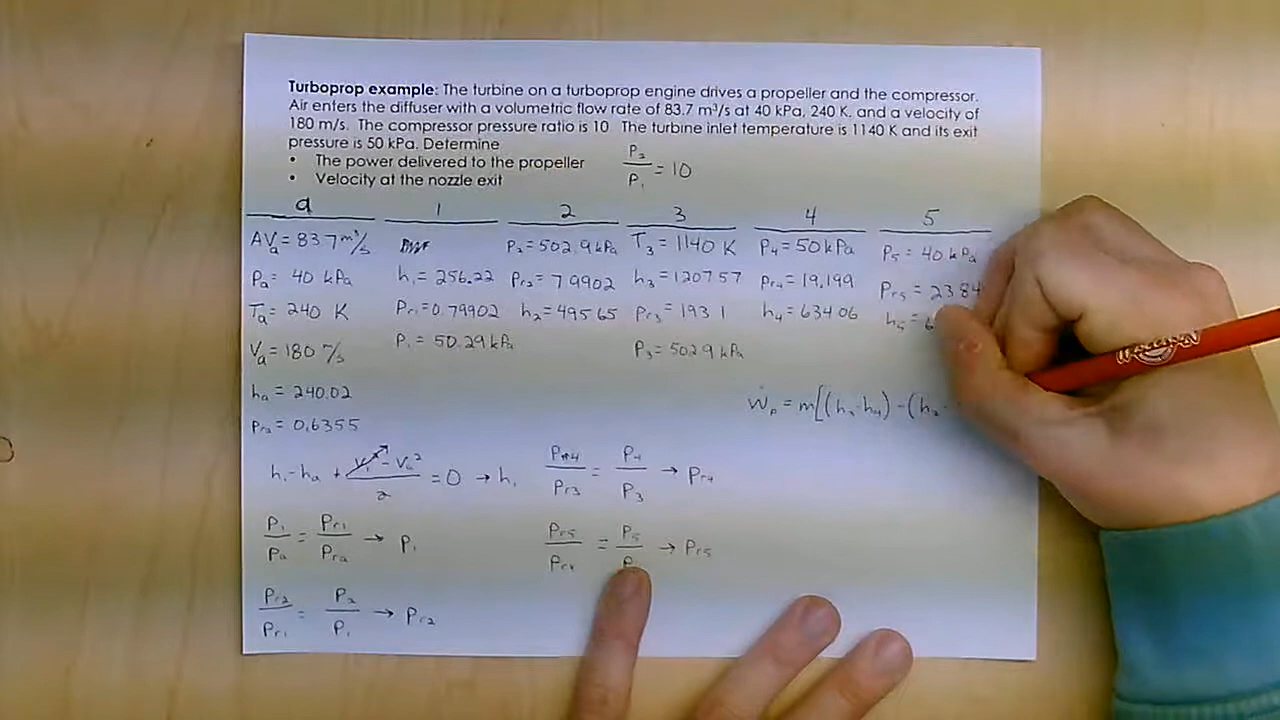 Turboprop example: The turbine on a turboprop engine drives a propeller and the compressor.
Air enters the diffuser with a volumetric flow rate of 83.7 m³/s at 40 kPa, 240 K, and a velocity of
180 m/s. The compressor pressure ratio is 10 The turbine inlet temperature is 1140 K and its exit
pressure is 50 kPa. Determine
• The power delivered to the propeller
• Velocity at the nozzle exit
P₂/P₁ = 10
a 1 2 3 4 5
AVₐ = 83.7 m³/s P₂ = 502.9 kPa T₃ = 1140 K P₄ = 50 kPa P₅ = 40 kPa
Pₐ = 40 kPa h₁ = 256.22 Pr₂ = 7.9902 h₃ = 1207.57 Pr₄ = 19.199 Pr₅ = 2384
Tₐ = 240 K Pr₁ = 0.79902 h₂ = 495.65 Pr₃ = 193.1 h₄ = 634.06 h₅ = 6
Vₐ = 180 m/s P₁ = 50.29 kPa P₃ = 502.9 kPa
hₐ = 240.02
Prₐ = 0.6355
Ẇₚ = ṁ[(h₃-h₄) - (h₂-
h₁ - hₐ + (V₁² - Vₐ²)/2 = 0 → h₁
Pr₄/Pr₃ = P₄/P₃ → Pr₄
P₁/Pₐ = Pr₁/Prₐ → P₁
Pr₅/Pr₄ = P₅/P → Pr₅
Pr₂/Pr₁ = P₂/P₁ → Pr₂